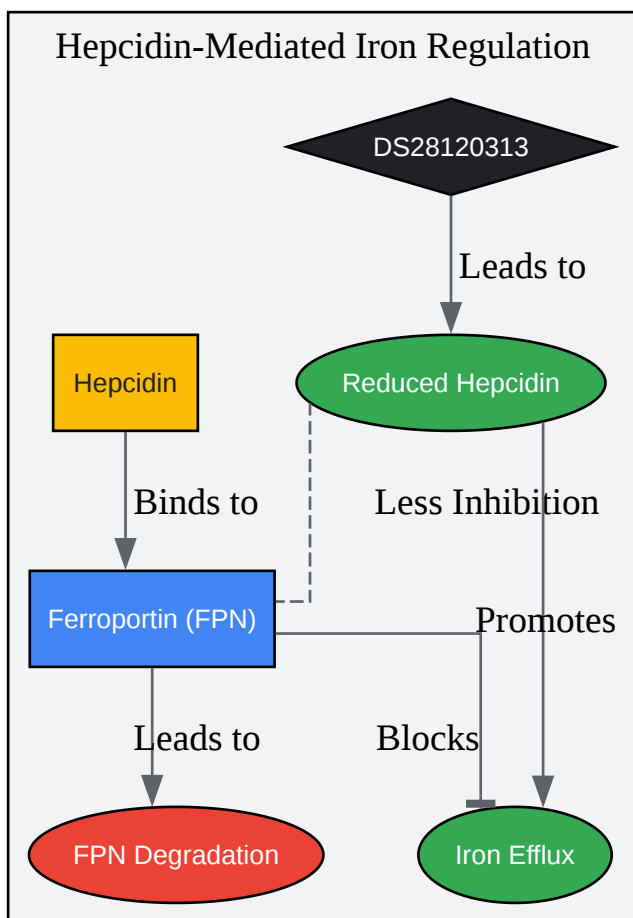 Hepcidin-Mediated Iron Regulation
DS28120313
Leads to
Hepcidin
Reduced Hepcidin
Binds to
Less Inhibition
Ferroportin (FPN)
Promotes
Leads to
Blocks
FPN Degradation
Iron Efflux